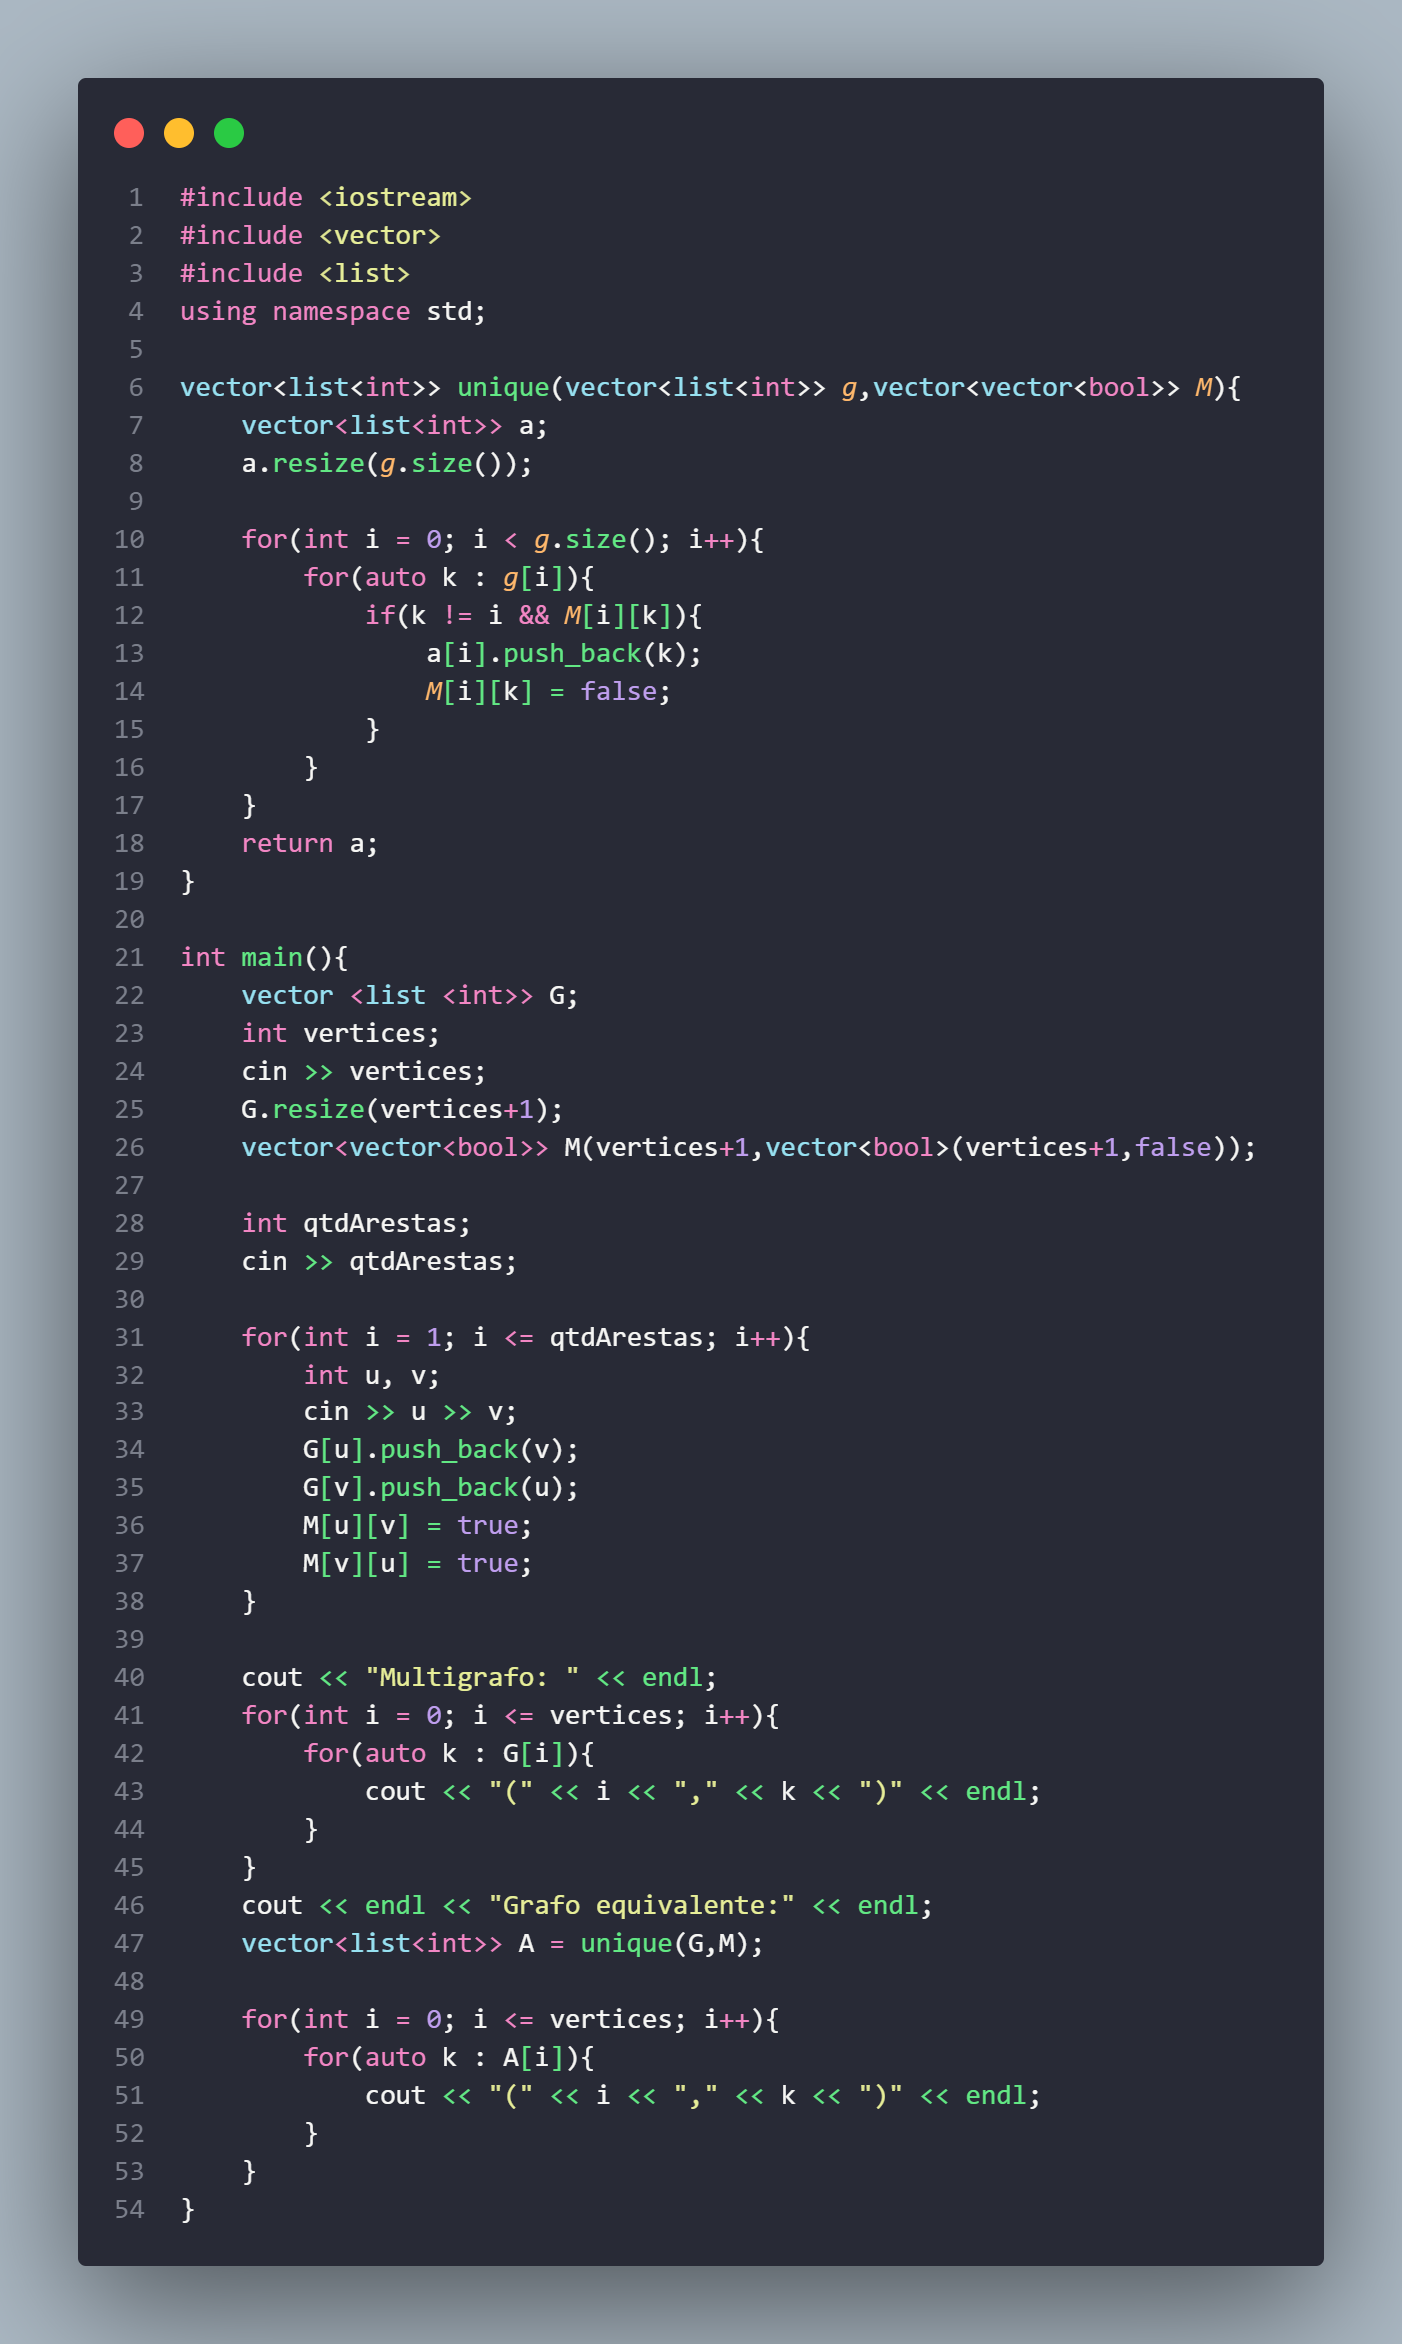 1 #include <iostream>
2 #include <vector>
3 #include <list>
4 using namespace std;
5
6 vector<list<int>> unique(vector<list<int>> g,vector<vector<bool>> M){
7     vector<list<int>> a;
8     a.resize(g.size());
9
10     for(int i = 0; i < g.size(); i++){
11         for(auto k : g[i]){
12             if(k != i && M[i][k]){
13                 a[i].push_back(k);
14                 M[i][k] = false;
15             }
16         }
17     }
18     return a;
19 }
20
21 int main(){
22     vector <list <int>> G;
23     int vertices;
24     cin >> vertices;
25     G.resize(vertices+1);
26     vector<vector<bool>> M(vertices+1,vector<bool>(vertices+1,false));
27
28     int qtdArestas;
29     cin >> qtdArestas;
30
31     for(int i = 1; i <= qtdArestas; i++){
32         int u, v;
33         cin >> u >> v;
34         G[u].push_back(v);
35         G[v].push_back(u);
36         M[u][v] = true;
37         M[v][u] = true;
38     }
39
40     cout << "Multigrafo: " << endl;
41     for(int i = 0; i <= vertices; i++){
42         for(auto k : G[i]){
43             cout << "(" << i << "," << k << ")" << endl;
44         }
45     }
46     cout << endl << "Grafo equivalente:" << endl;
47     vector<list<int>> A = unique(G,M);
48
49     for(int i = 0; i <= vertices; i++){
50         for(auto k : A[i]){
51             cout << "(" << i << "," << k << ")" << endl;
52         }
53     }
54 }